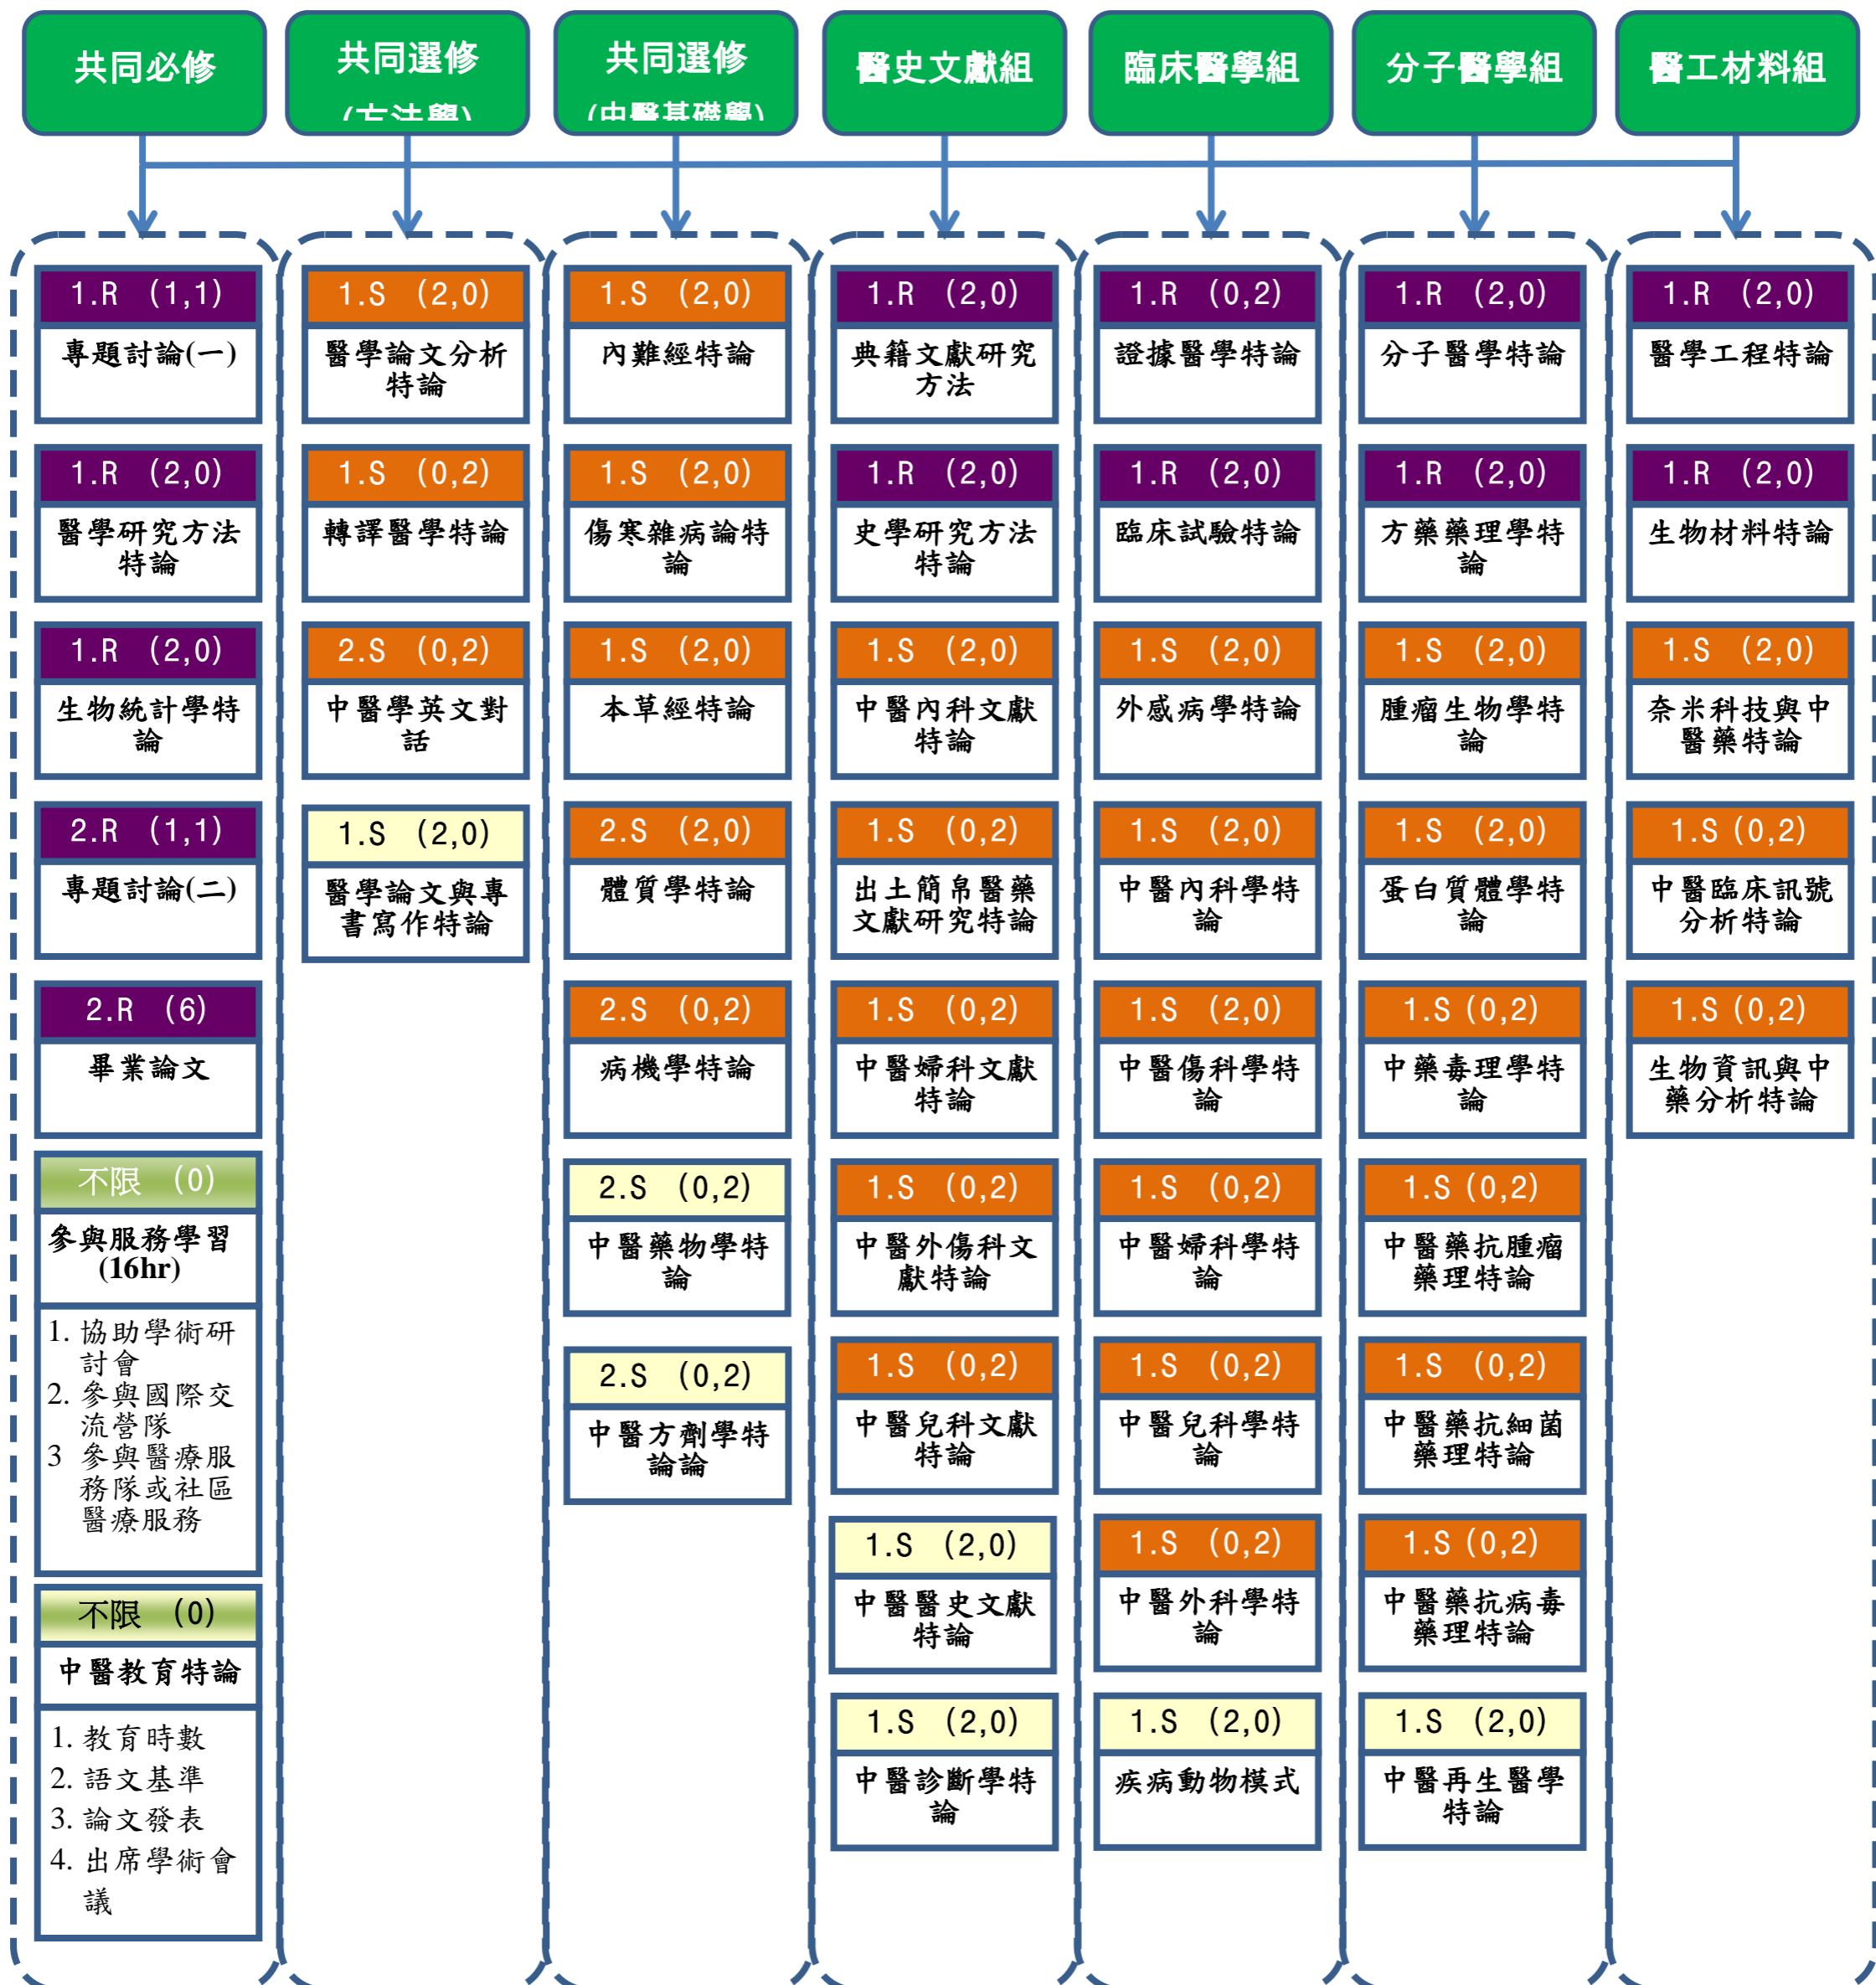 共同必修
共同選修
(方法學)
共同選修
(中醫基礎學)
醫史文獻組
臨床醫學組
分子醫學組
醫工材料組
1.R (1,1)
專題討論(一)
1.R (2,0)
醫學研究方法
特論
1.R (2,0)
生物統計學特
論
2.R (1,1)
專題討論(二)
2.R (6)
畢業論文
不限 (0)
參與服務學習
(16hr)
1. 協助學術研
討會
2. 參與國際交
流營隊
3 參與醫療服
務隊或社區
醫療服務
不限 (0)
中醫教育特論
1. 教育時數
2. 語文基準
3. 論文發表
4. 出席學術會
議
1.S (2,0)
醫學論文分析
特論
1.S (0,2)
轉譯醫學特論
2.S (0,2)
中醫學英文對
話
1.S (2,0)
醫學論文與專
書寫作特論
1.S (2,0)
內難經特論
1.S (2,0)
傷寒雜病論特
論
1.S (2,0)
本草經特論
2.S (2,0)
體質學特論
2.S (0,2)
病機學特論
2.S (0,2)
中醫藥物學特
論
2.S (0,2)
中醫方劑學特
論論
1.R (2,0)
典籍文獻研究
方法
1.R (2,0)
史學研究方法
特論
1.S (2,0)
中醫內科文獻
特論
1.S (0,2)
出土簡帛醫藥
文獻研究特論
1.S (0,2)
中醫婦科文獻
特論
1.S (0,2)
中醫外傷科文
獻特論
1.S (0,2)
中醫兒科文獻
特論
1.S (2,0)
中醫醫史文獻
特論
1.S (2,0)
中醫診斷學特
論
1.R (0,2)
證據醫學特論
1.R (2,0)
臨床試驗特論
1.S (2,0)
外感病學特論
1.S (2,0)
中醫內科學特
論
1.S (2,0)
中醫傷科學特
論
1.S (0,2)
中醫婦科學特
論
1.S (0,2)
中醫兒科學特
論
1.S (0,2)
中醫外科學特
論
1.S (2,0)
疾病動物模式
1.R (2,0)
分子醫學特論
1.R (2,0)
方藥藥理學特
論
1.S (2,0)
腫瘤生物學特
論
1.S (2,0)
蛋白質體學特
論
1.S (0,2)
中藥毒理學特
論
1.S (0,2)
中醫藥抗腫瘤
藥理特論
1.S (0,2)
中醫藥抗細菌
藥理特論
1.S (0,2)
中醫藥抗病毒
藥理特論
1.S (2,0)
中醫再生醫學
特論
1.R (2,0)
醫學工程特論
1.R (2,0)
生物材料特論
1.S (2,0)
奈米科技與中
醫藥特論
1.S (0,2)
中醫臨床訊號
分析特論
1.S (0,2)
生物資訊與中
藥分析特論